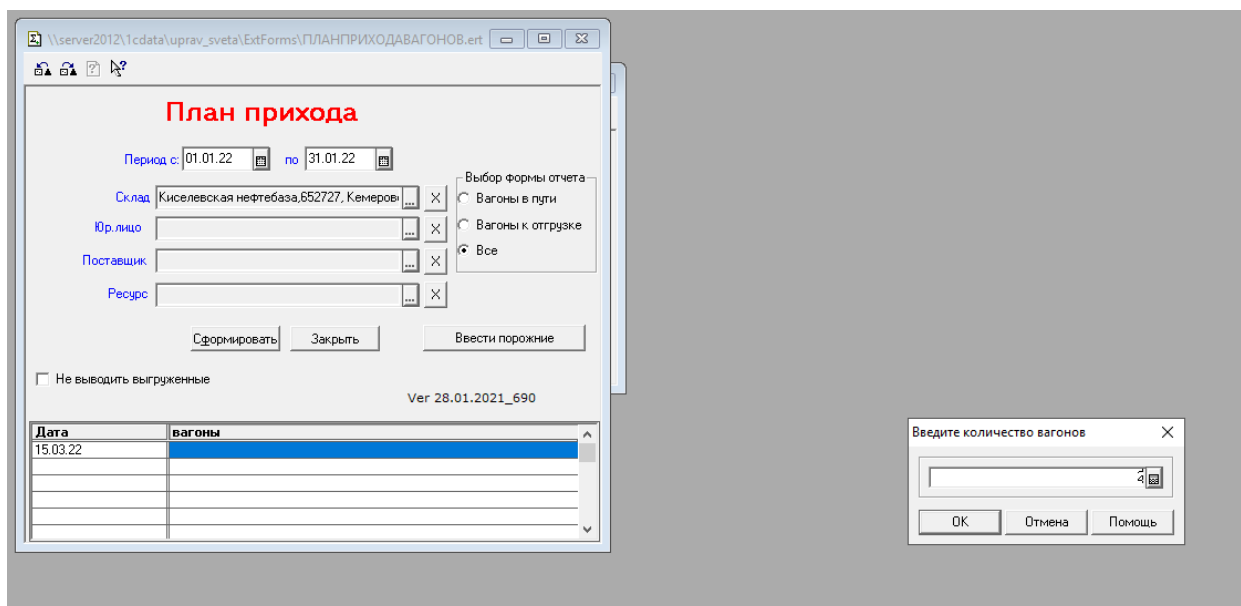 \\server2012\1cdata\uprav_sveta\ExtForms\ПЛАНПРИХОДАВАГОНОВ.ert
План прихода
Период с: 01.01.22 по 31.01.22
Выбор формы отчета
Склад Киселевская нефтебаза,652727, Кемеров ... X
Вагоны в пути
Юр.лицо ... X
Вагоны к отгрузке
Поставщик ... X
Все
Ресурс ... X
Сформировать Закрыть Ввести порожние
Не выводить выгруженные
Ver 28.01.2021_690
Дата вагоны
15.03.22
Введите количество вагонов
OK Отмена Помощь